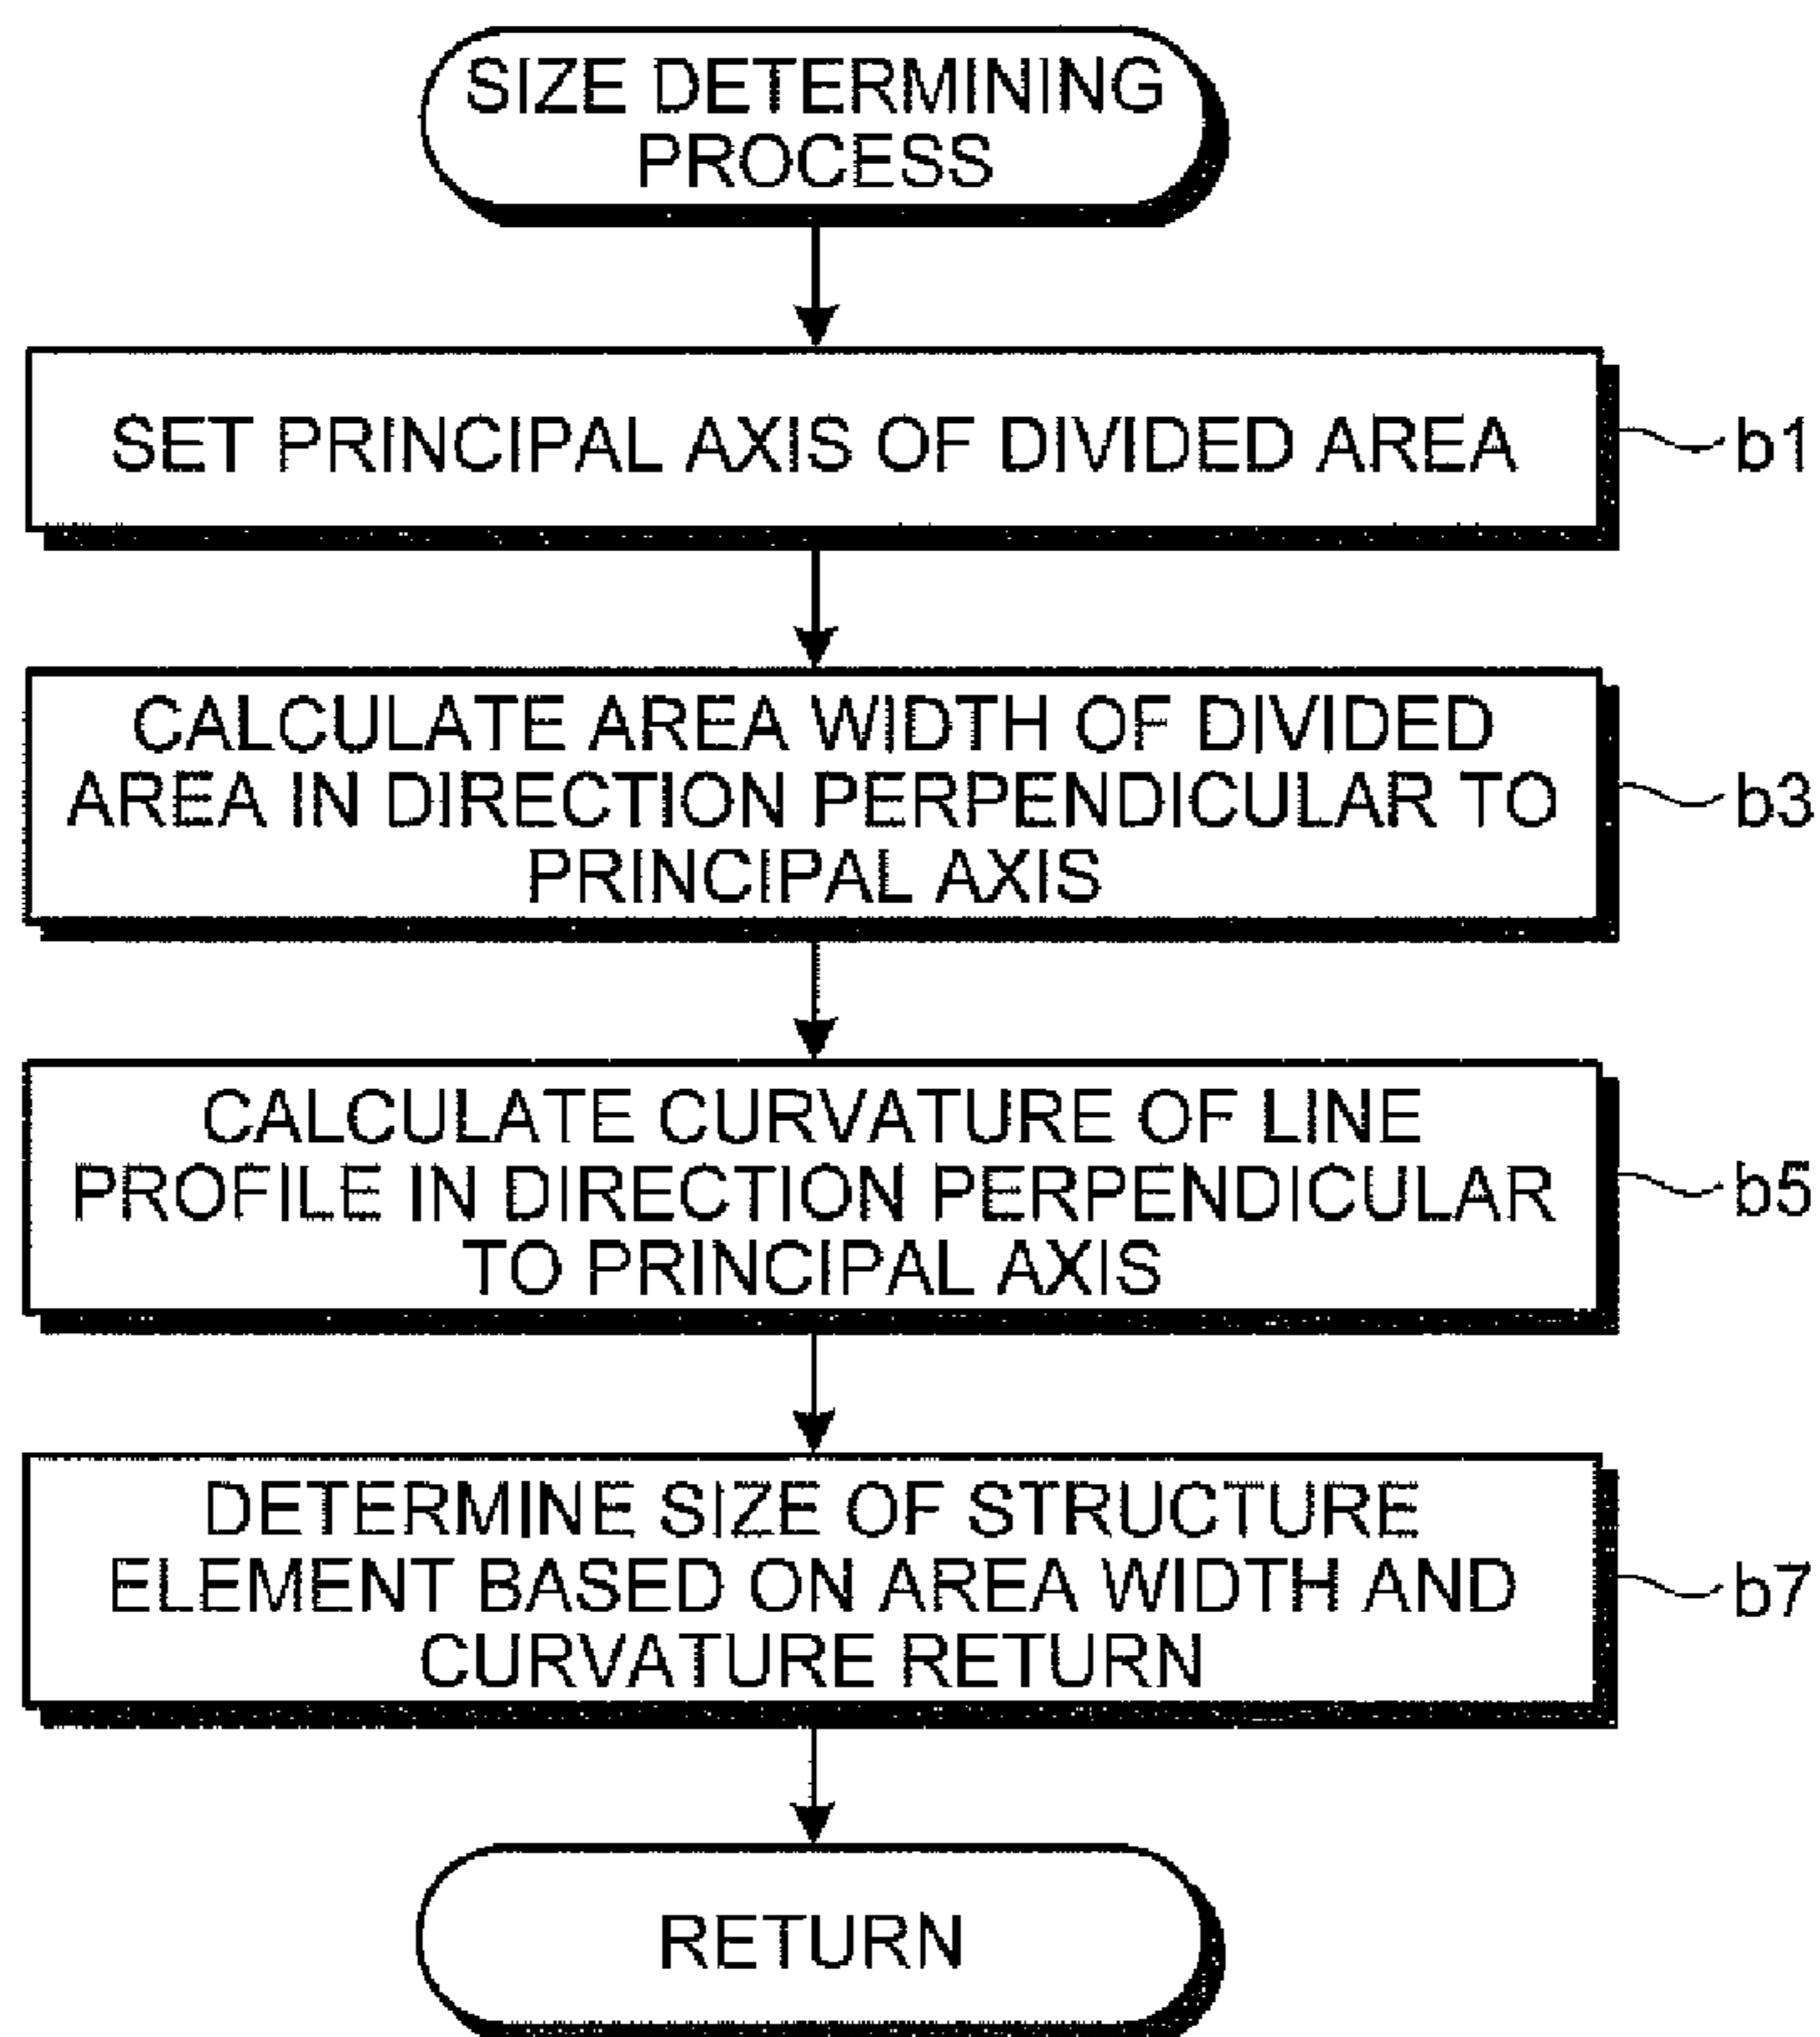 SIZE DETERMINING
PROCESS
SET PRINCIPAL AXIS OF DIVIDED AREA
b1
CALCULATE AREA WIDTH OF DIVIDED
AREA IN DIRECTION PERPENDICULAR TO
PRINCIPAL AXIS
b3
CALCULATE CURVATURE OF LINE
PROFILE IN DIRECTION PERPENDICULAR
TO PRINCIPAL AXIS
b5
DETERMINE SIZE OF STRUCTURE
ELEMENT BASED ON AREA WIDTH AND
CURVATURE RETURN
b7
RETURN